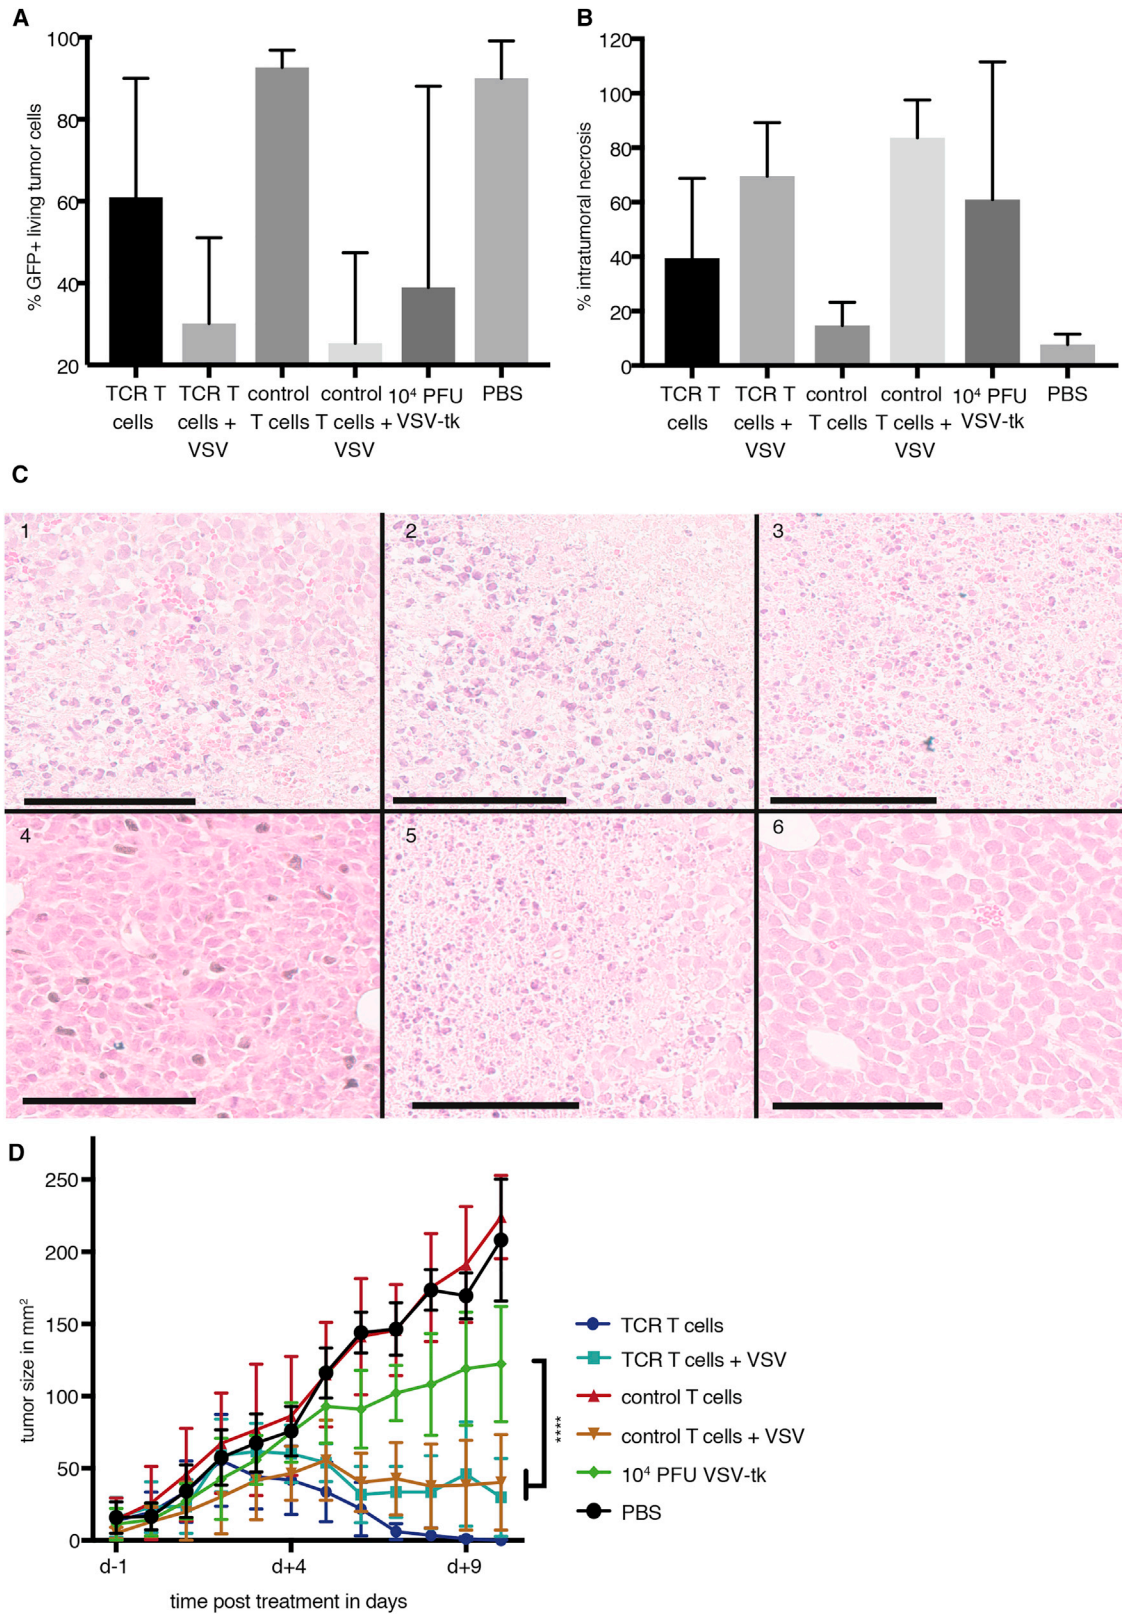 A
B
% GFP+ living tumor cells
100
80
60
40
20
TCR T
cells
TCR T
cells +
VSV
control
T cells
control
T cells +
VSV
10⁴ PFU
VSV-tk
PBS
% intratumoral necrosis
120
100
80
60
40
20
0
TCR T
cells
TCR T
cells +
VSV
control
T cells
control
T cells +
VSV
10⁴ PFU
VSV-tk
PBS
C
1
2
3
4
5
6
D
tumor size in mm²
250
200
150
100
50
0
d-1
d+4
d+9
time post treatment in days
****
TCR T cells
TCR T cells + VSV
control T cells
control T cells + VSV
10⁴ PFU VSV-tk
PBS